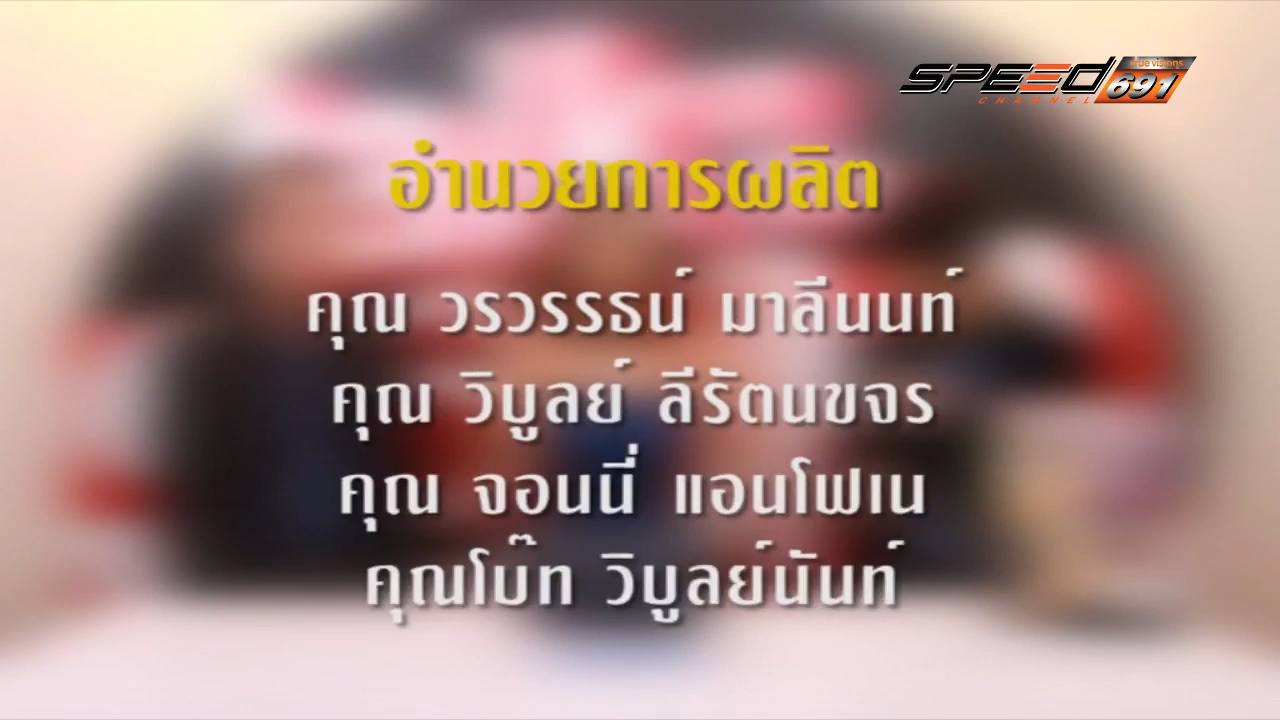 SPEED
true visions
CHANNEL
691
อำนวยการผลิต
คุณ วรวรรธน์ มาลีนนท์
คุณ วิบูลย์ ลีรัตนขจร
คุณ จอนนี่ แอนโฟเน
คุณโบ๊ท วิบูลย์นันท์